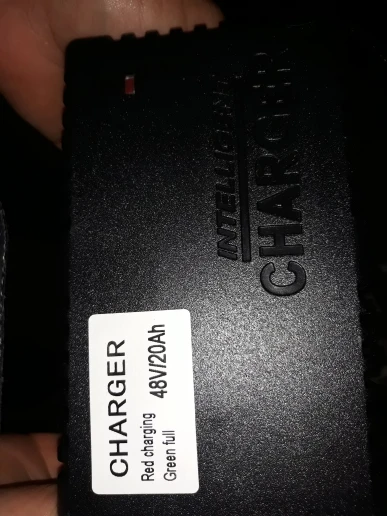 INTELLIGENT
CHARGER
CHARGER
Red charging 48V/20Ah
Green full